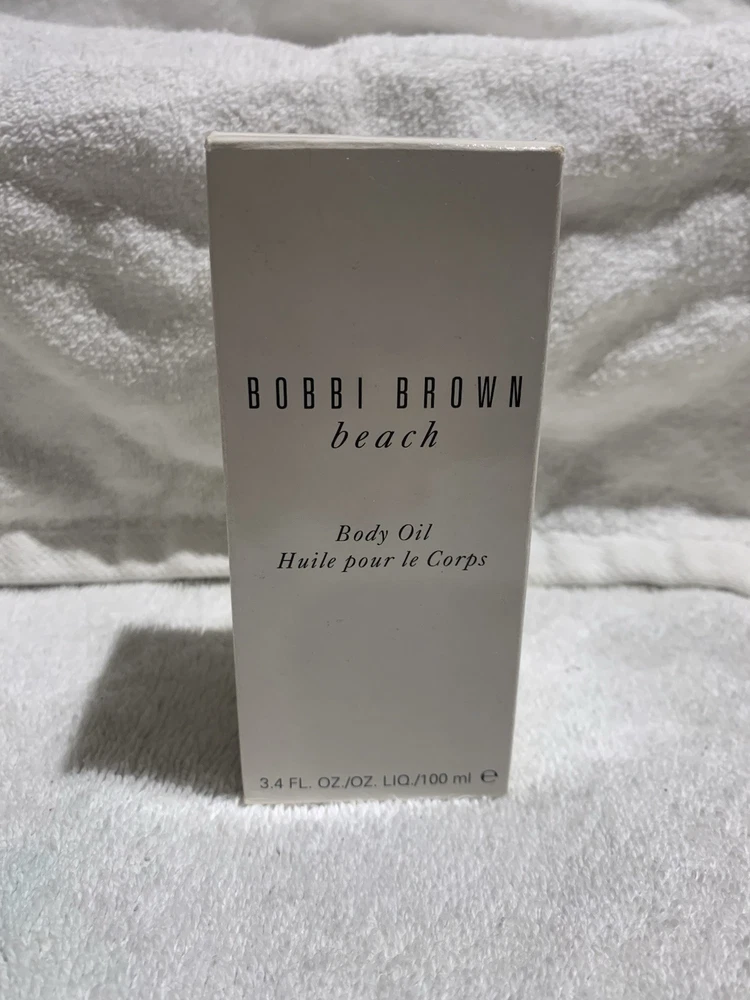 BOBBI BROWN
beach
Body Oil
Huile pour le Corps
3.4 FL. OZ./OZ. LIQ./100 ml ℮